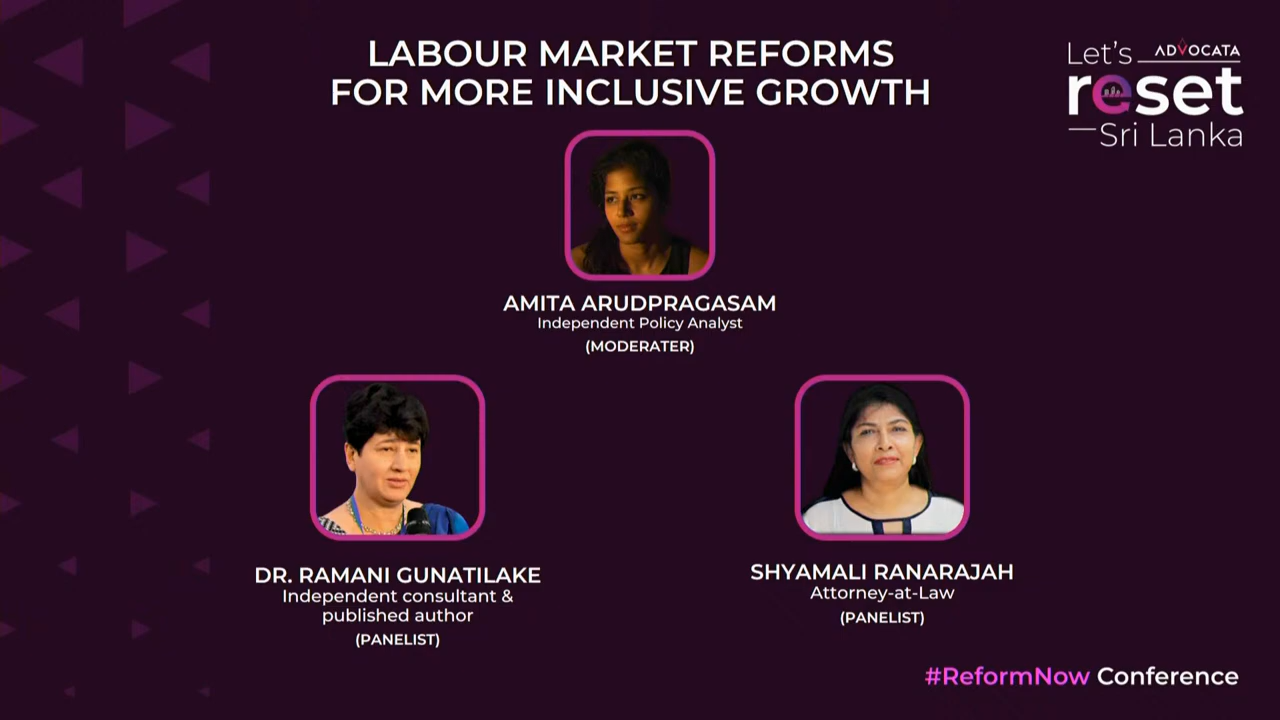 LABOUR MARKET REFORMS
FOR MORE INCLUSIVE GROWTH
Let's
ADVOCATA
reset
Sri Lanka
AMITA ARUDPRAGASAM
Independent Policy Analyst
(MODERATER)
DR. RAMANI GUNATILAKE
Independent consultant &
published author
(PANELIST)
SHYAMALI RANARAJAH
Attorney-at-Law
(PANELIST)
#ReformNow Conference